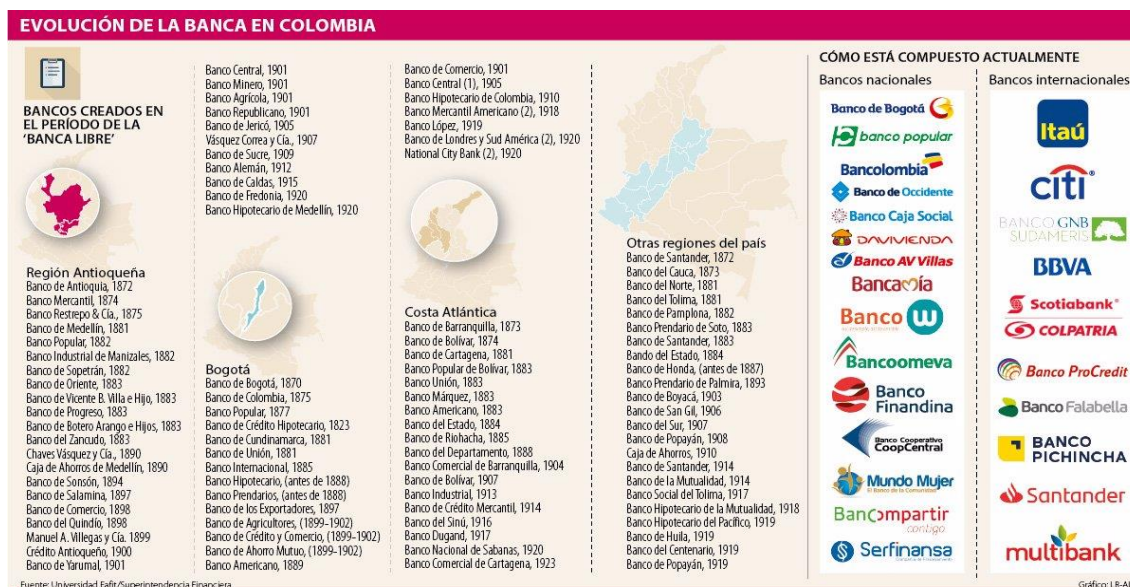 EVOLUCIÓN DE LA BANCA EN COLOMBIA
BANCOS CREADOS EN
EL PERÍODO DE LA
‘BANCA LIBRE’
Región Antioqueña
Banco de Antioquia, 1872
Banco Mercantil, 1874
Banco Restrepo & Cía., 1875
Banco de Medellín, 1881
Banco Popular, 1882
Banco Industrial de Manizales, 1882
Banco de Sopetrán, 1882
Banco de Oriente, 1883
Banco de Vicente B. Villa e Hijo, 1883
Banco de Progreso, 1883
Banco de Botero Arango e Hijos, 1883
Banco del Zancudo, 1883
Chaves Vásquez y Cía., 1890
Caja de Ahorros de Medellín, 1890
Banco de Sonsón, 1894
Banco de Salamina, 1897
Banco de Comercio, 1898
Banco del Quindío, 1898
Manuel A. Villegas y Cía. 1899
Crédito Antioqueño, 1900
Banco de Yarumal, 1901
Banco Central, 1901
Banco Minero, 1901
Banco Agrícola, 1901
Banco Republicano, 1901
Banco de Jericó, 1905
Vásquez Correa y Cía., 1907
Banco de Sucre, 1909
Banco Alemán, 1912
Banco de Caldas, 1915
Banco de Fredonia, 1920
Banco Hipotecario de Medellín, 1920
Bogotá
Banco de Bogotá, 1870
Banco de Colombia, 1875
Banco Popular, 1877
Banco de Crédito Hipotecario, 1823
Banco de Cundinamarca, 1881
Banco de Unión, 1881
Banco Internacional, 1885
Banco Hipotecario, (antes de 1888)
Banco Prendarios, (antes de 1888)
Banco de los Exportadores, 1897
Banco de Agricultores, (1899-1902)
Banco de Crédito y Comercio, (1899-1902)
Banco de Ahorro Mutuo, (1899-1902)
Banco Americano, 1889
Banco de Comercio, 1901
Banco Central (1), 1905
Banco Hipotecario de Colombia, 1910
Banco Mercantil Americano (2), 1918
Banco López, 1919
Banco de Londres y Sud América (2), 1920
National City Bank (2), 1920
Costa Atlántica
Banco de Barranquilla, 1873
Banco de Bolívar, 1874
Banco de Cartagena, 1881
Banco Popular de Bolívar, 1883
Banco Unión, 1883
Banco Márquez, 1883
Banco Americano, 1883
Banco del Estado, 1884
Banco de Riohacha, 1885
Banco del Departamento, 1888
Banco Comercial de Barranquilla, 1904
Banco de Bolívar, 1907
Banco Industrial, 1913
Banco de Crédito Mercantil, 1914
Banco del Sinú, 1916
Banco Dugand, 1917
Banco Nacional de Sabanas, 1920
Banco Comercial de Cartagena, 1923
Otras regiones del país
Banco de Santander, 1872
Banco del Cauca, 1873
Banco del Norte, 1881
Banco del Tolima, 1881
Banco de Pamplona, 1882
Banco Prendario de Soto, 1883
Banco de Santander, 1883
Bando del Estado, 1884
Banco de Honda, (antes de 1887)
Banco Prendario de Palmira, 1893
Banco de Boyacá, 1903
Banco de San Gil, 1906
Banco del Sur, 1907
Banco de Popayán, 1908
Caja de Ahorros, 1910
Banco de Santander, 1914
Banco de la Mutualidad, 1914
Banco Social del Tolima, 1917
Banco Hipotecario de la Mutualidad, 1918
Banco Hipotecario del Pacífico, 1919
Banco de Huila, 1919
Banco del Centenario, 1919
Banco de Popayán, 1919
CÓMO ESTÁ COMPUESTO ACTUALMENTE
Bancos nacionales
Banco de Bogotá
banco popular
Bancolombia
Banco de Occidente
Banco Caja Social
DAVIVIENDA
Banco AV Villas
Bancamía
Banco W
Bancoomeva
Banco
Finandina
Banco Cooperativo
CoopCentral
Mundo Mujer
El Banco de la Comunidad
Bancompartir
contigo
Serfinansa
Bancos internacionales
Itaú
citi
BANCO GNB
SUDAMERIS
BBVA
Scotiabank
COLPATRIA
Banco ProCredit
Banco Falabella
BANCO
PICHINCHA
Santander
multibank
Fuente: Universidad Eafit/Superintendencia Financiera
Gráfico: LR-AL